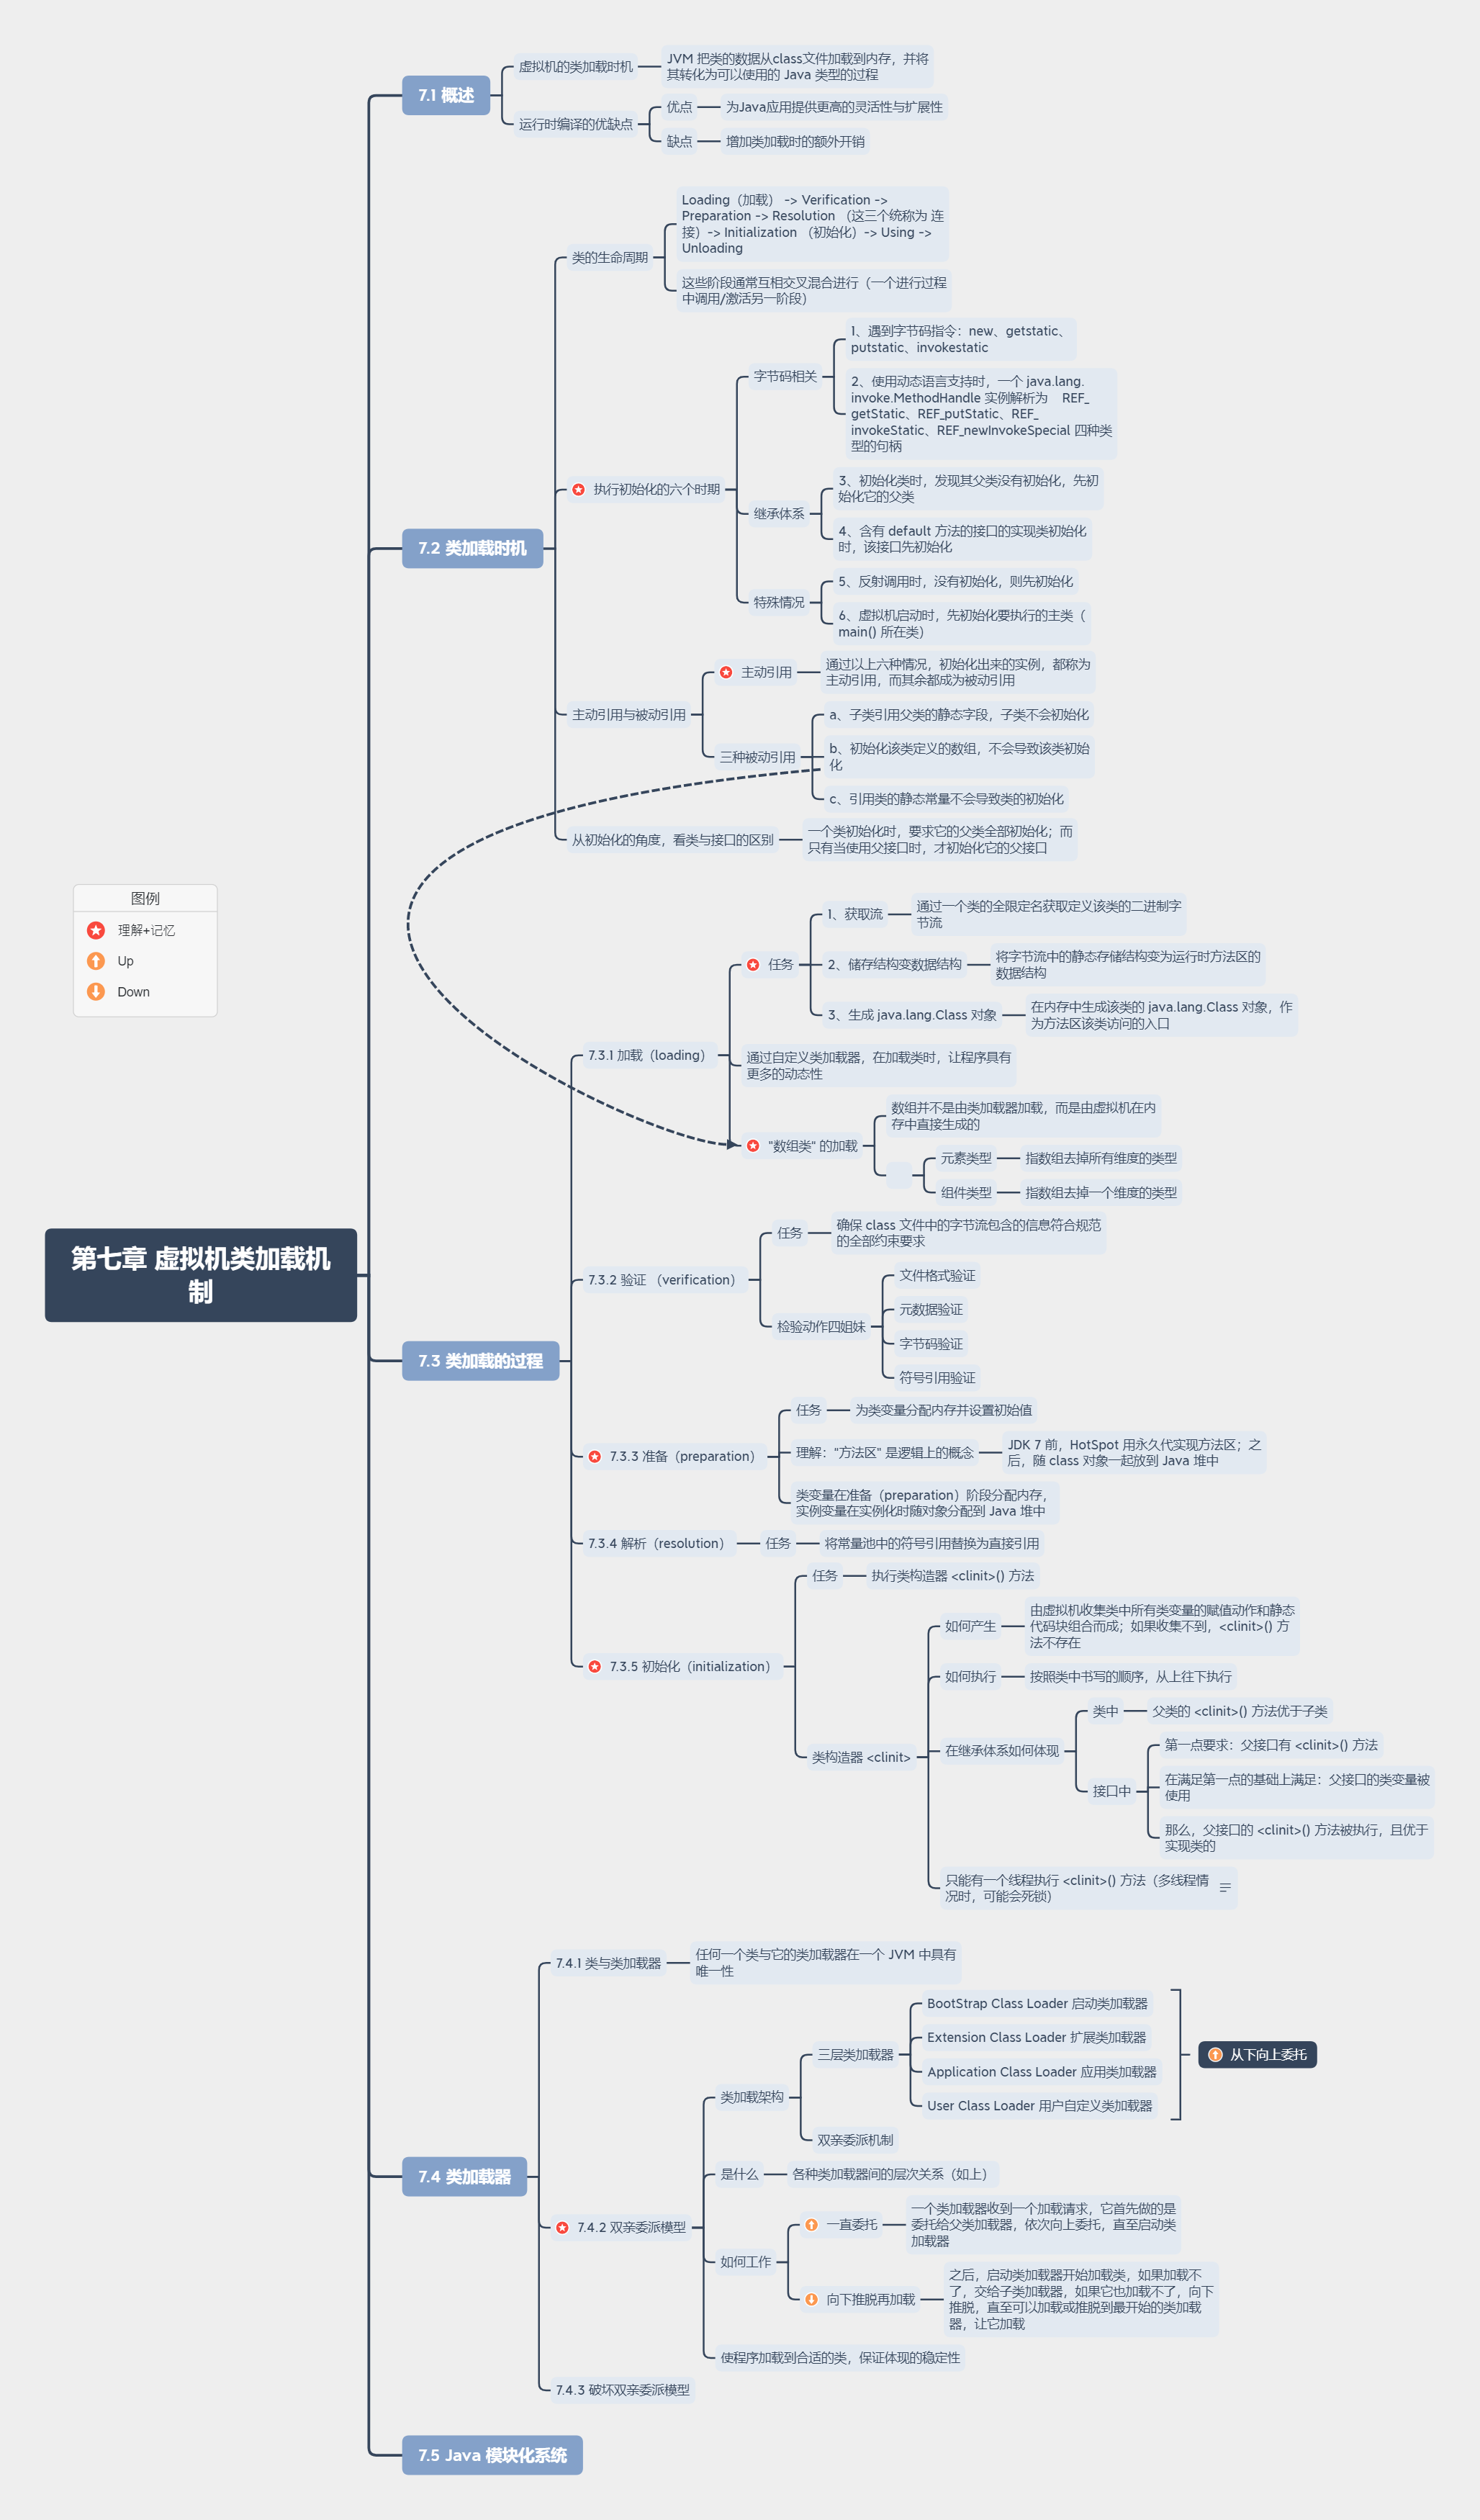 7.1 概述
虚拟机的类加载时机
JVM 把类的数据从class文件加载到内存，并将
其转化为可以使用的 Java 类型的过程
运行时编译的优缺点
优点
为Java应用提供更高的灵活性与扩展性
缺点
增加类加载时的额外开销
7.2 类加载时机
类的生命周期
Loading（加载） -> Verification ->
Preparation -> Resolution （这三个统称为 连
接）-> Initialization （初始化）-> Using ->
Unloading
这些阶段通常互相交叉混合进行（一个进行过程
中调用/激活另一阶段）
执行初始化的六个时期
字节码相关
1、遇到字节码指令：new、getstatic、
putstatic、invokestatic
2、使用动态语言支持时，一个 java.lang.
invoke.MethodHandle 实例解析为 REF_
getStatic、REF_putStatic、REF_
invokeStatic、REF_newInvokeSpecial 四种类
型的句柄
继承体系
3、初始化类时，发现其父类没有初始化，先初
始化它的父类
4、含有 default 方法的接口的实现类初始化
时，该接口先初始化
特殊情况
5、反射调用时，没有初始化，则先初始化
6、虚拟机启动时，先初始化要执行的主类（
main() 所在类）
主动引用与被动引用
主动引用
通过以上六种情况，初始化出来的实例，都称为
主动引用，而其余都成为被动引用
三种被动引用
a、子类引用父类的静态字段，子类不会初始化
b、初始化该类定义的数组，不会导致该类初始
化
c、引用类的静态常量不会导致类的初始化
从初始化的角度，看类与接口的区别
一个类初始化时，要求它的父类全部初始化；而
只有当使用父接口时，才初始化它的父接口
图例
理解+记忆
Up
Down
第七章 虚拟机类加载机
制
7.3 类加载的过程
7.3.1 加载（loading）
任务
1、获取流
通过一个类的全限定名获取定义该类的二进制字
节流
2、储存结构变数据结构
将字节流中的静态存储结构变为运行时方法区的
数据结构
3、生成 java.lang.Class 对象
在内存中生成该类的 java.lang.Class 对象，作
为方法区该类访问的入口
通过自定义类加载器，在加载类时，让程序具有
更多的动态性
"数组类" 的加载
数组并不是由类加载器加载，而是由虚拟机在内
存中直接生成的
元素类型
指数组去掉所有维度的类型
组件类型
指数组去掉一个维度的类型
7.3.2 验证 （verification）
任务
确保 class 文件中的字节流包含的信息符合规范
的全部约束要求
检验动作四姐妹
文件格式验证
元数据验证
字节码验证
符号引用验证
7.3.3 准备（preparation）
任务
为类变量分配内存并设置初始值
理解："方法区" 是逻辑上的概念
JDK 7 前，HotSpot 用永久代实现方法区；之
后，随 class 对象一起放到 Java 堆中
类变量在准备（preparation）阶段分配内存，
实例变量在实例化时随对象分配到 Java 堆中
7.3.4 解析（resolution）
任务
将常量池中的符号引用替换为直接引用
7.3.5 初始化（initialization）
任务
执行类构造器 <clinit>() 方法
类构造器 <clinit>
如何产生
由虚拟机收集类中所有类变量的赋值动作和静态
代码块组合而成；如果收集不到，<clinit>() 方
法不存在
如何执行
按照类中书写的顺序，从上往下执行
在继承体系如何体现
类中
父类的 <clinit>() 方法优于子类
接口中
第一点要求：父接口有 <clinit>() 方法
在满足第一点的基础上满足：父接口的类变量被
使用
那么，父接口的 <clinit>() 方法被执行，且优于
实现类的
只能有一个线程执行 <clinit>() 方法（多线程情
况时，可能会死锁）
7.4 类加载器
7.4.1 类与类加载器
任何一个类与它的类加载器在一个 JVM 中具有
唯一性
7.4.2 双亲委派模型
类加载架构
三层类加载器
BootStrap Class Loader 启动类加载器
Extension Class Loader 扩展类加载器
Application Class Loader 应用类加载器
User Class Loader 用户自定义类加载器
从下向上委托
双亲委派机制
是什么
各种类加载器间的层次关系（如上）
如何工作
一直委托
一个类加载器收到一个加载请求，它首先做的是
委托给父类加载器，依次向上委托，直至启动类
加载器
向下推脱再加载
之后，启动类加载器开始加载类，如果加载不
了，交给子类加载器，如果它也加载不了，向下
推脱，直至可以加载或推脱到最开始的类加载
器，让它加载
使程序加载到合适的类，保证体现的稳定性
7.4.3 破坏双亲委派模型
7.5 Java 模块化系统